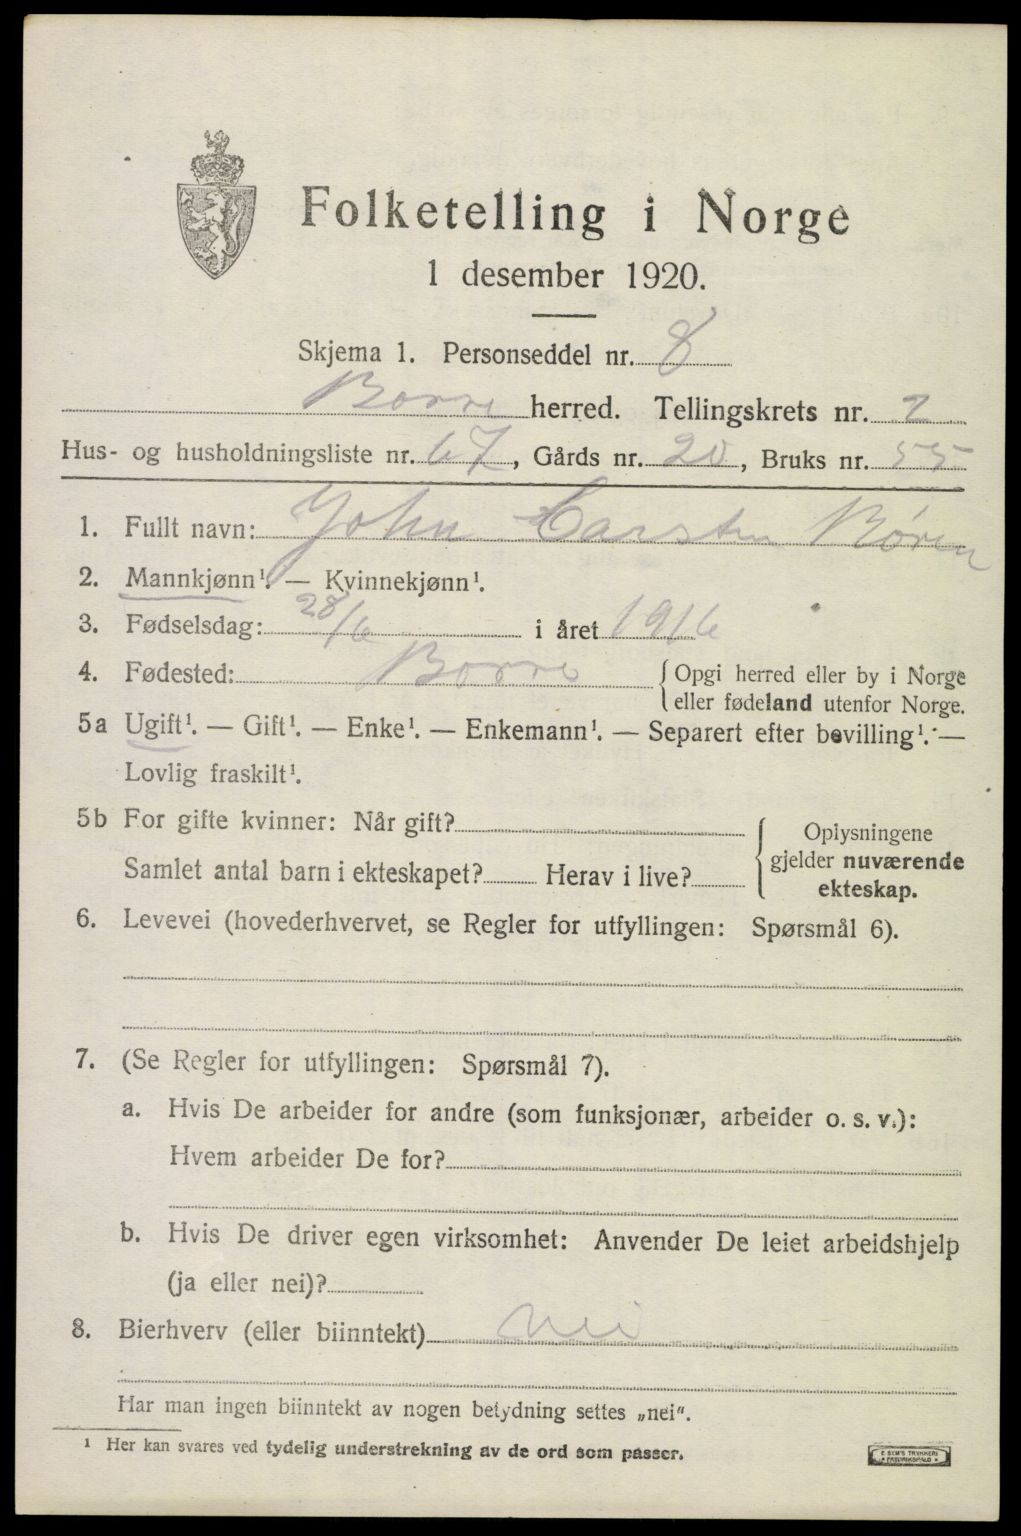 Folketelling i Norge
1 desember 1920.
Skjema 1. Personseddel nr. 8
Borre herred. Tellingskrets nr. 2
Hus- og husholdningsliste nr. 67, Gårds nr. 20, Bruks nr. 55
1. Fullt navn: John Carsten Børen
2. Mannkjønn¹. — Kvinnekjønn¹.
3. Fødselsdag: 28/6 i året 1916
4. Fødested: Borre { Opgi herred eller by i Norge
eller fødeland utenfor Norge.
5a Ugift¹. — Gift¹. — Enke¹. — Enkemann¹. — Separert efter bevilling¹. —
Lovlig fraskilt¹.
5b For gifte kvinner: Når gift?
Samlet antal barn i ekteskapet? Herav i live?
{ Oplysningene
gjelder nuværende
ekteskap.
6. Levevei (hovederhvervet, se Regler for utfyllingen: Spørsmål 6).
7. (Se Regler for utfyllingen: Spørsmål 7).
a. Hvis De arbeider for andre (som funksjonær, arbeider o. s. v.):
Hvem arbeider De for?
b. Hvis De driver egen virksomhet: Anvender De leiet arbeidshjelp
(ja eller nei)?
8. Bierhverv (eller biinntekt) Nei
Har man ingen biinntekt av nogen betydning settes „nei“.
¹ Her kan svares ved tydelig understrekning av de ord som passer.
E SEM'S TRYKKERI
FREDRIKSHALD